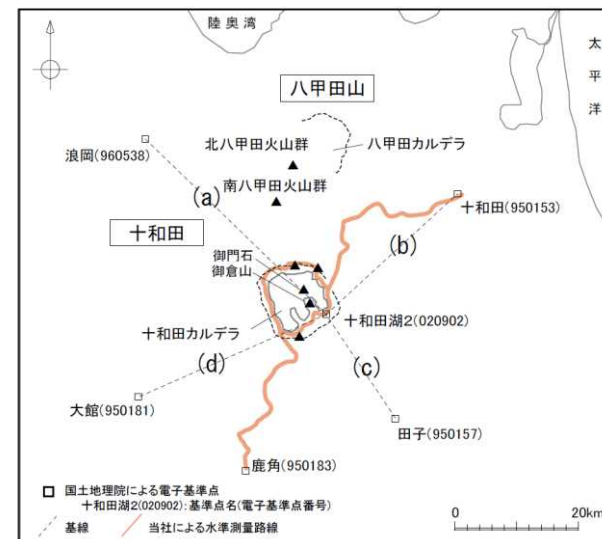 陸奥湾
太平洋
八甲田山
北八甲田火山群
八甲田カルデラ
浪岡(960538)
南八甲田火山群
(a)
十和田(950153)
十和田
(b)
御門石
御倉山
十和田湖2(020902)
十和田カルデラ
(d)
(c)
大館(950181)
田子(950157)
鹿角(950183)
国土地理院による電子基準点
十和田湖2(020902):基準点名(電子基準点番号)
基線
当社による水準測量路線
0
20km